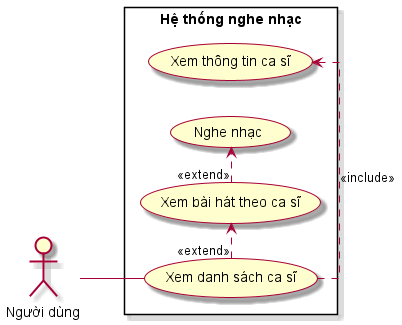 Hệ thống nghe nhạc
Xem thông tin ca sĩ
Nghe nhạc
«extend»
«include»
Xem bài hát theo ca sĩ
«extend»
Xem danh sách ca sĩ
Người dùng